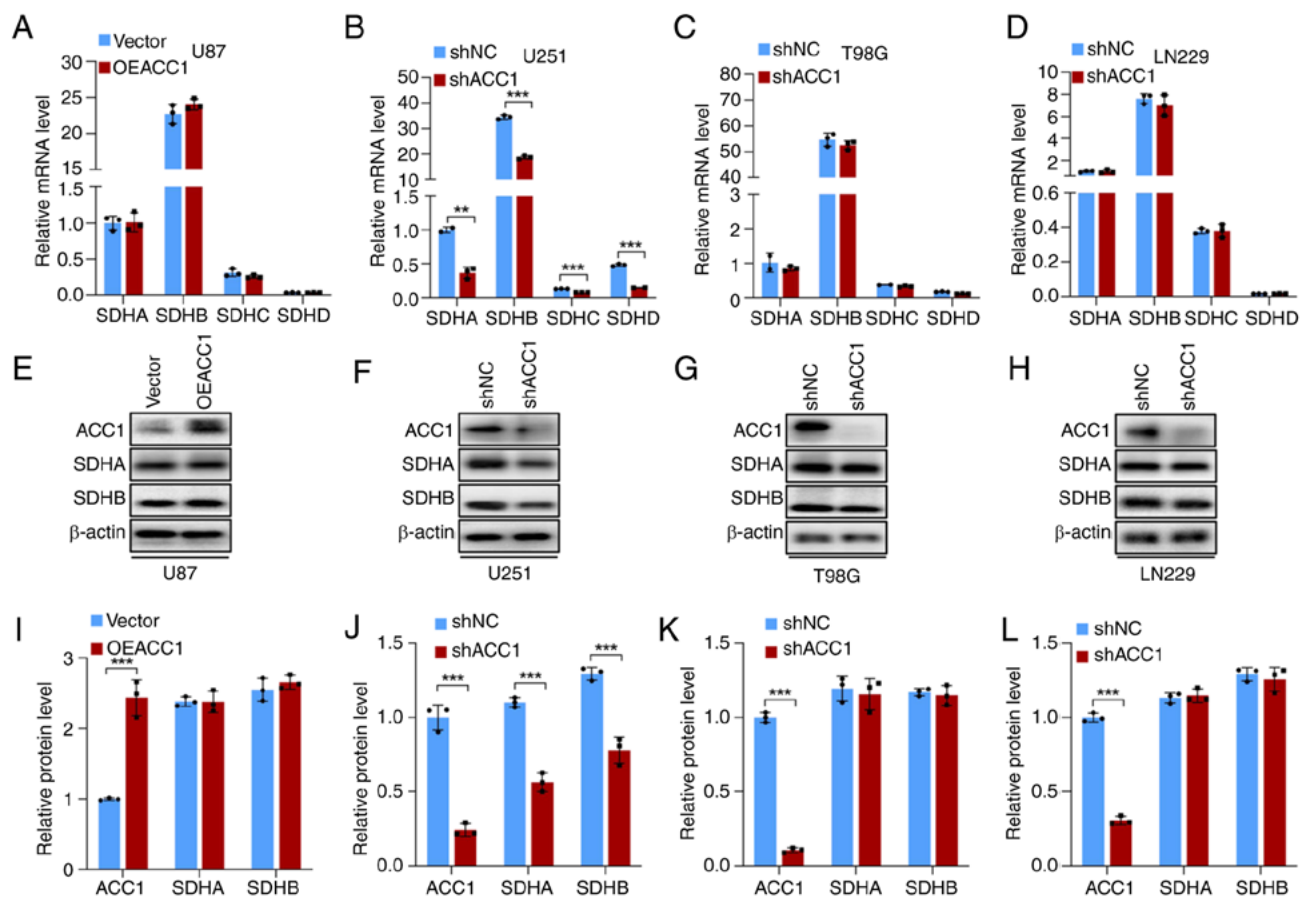 A
Vector
OEACC1
U87
Relative mRNA level
30
25
20
15
1.5
1.0
0.5
0.0
SDHA SDHB SDHC SDHD
B
shNC
shACC1
U251
Relative mRNA level
50
40
30
20
10
1.5
1.0
0.5
0.0
**
***
***
***
SDHA SDHB SDHC SDHD
C
shNC
shACC1
T98G
Relative mRNA level
80
70
60
50
40
3
2
1
0
SDHA SDHB SDHC SDHD
D
shNC
shACC1
LN229
Relative mRNA level
10
8
6
4
2
0.6
0.4
0.2
0.0
SDHA SDHB SDHC SDHD
E
Vector
OEACC1
ACC1
SDHA
SDHB
β-actin
U87
F
shNC
shACC1
ACC1
SDHA
SDHB
β-actin
U251
G
shNC
shACC1
ACC1
SDHA
SDHB
β-actin
T98G
H
shNC
shACC1
ACC1
SDHA
SDHB
β-actin
LN229
I
Vector
OEACC1
Relative protein level
3
2
1
0
***
ACC1 SDHA SDHB
J
shNC
shACC1
Relative protein level
1.5
1.0
0.5
0.0
***
***
***
ACC1 SDHA SDHB
K
shNC
shACC1
Relative protein level
1.5
1.0
0.5
0.0
***
ACC1 SDHA SDHB
L
shNC
shACC1
Relative protein level
1.5
1.0
0.5
0.0
***
ACC1 SDHA SDHB